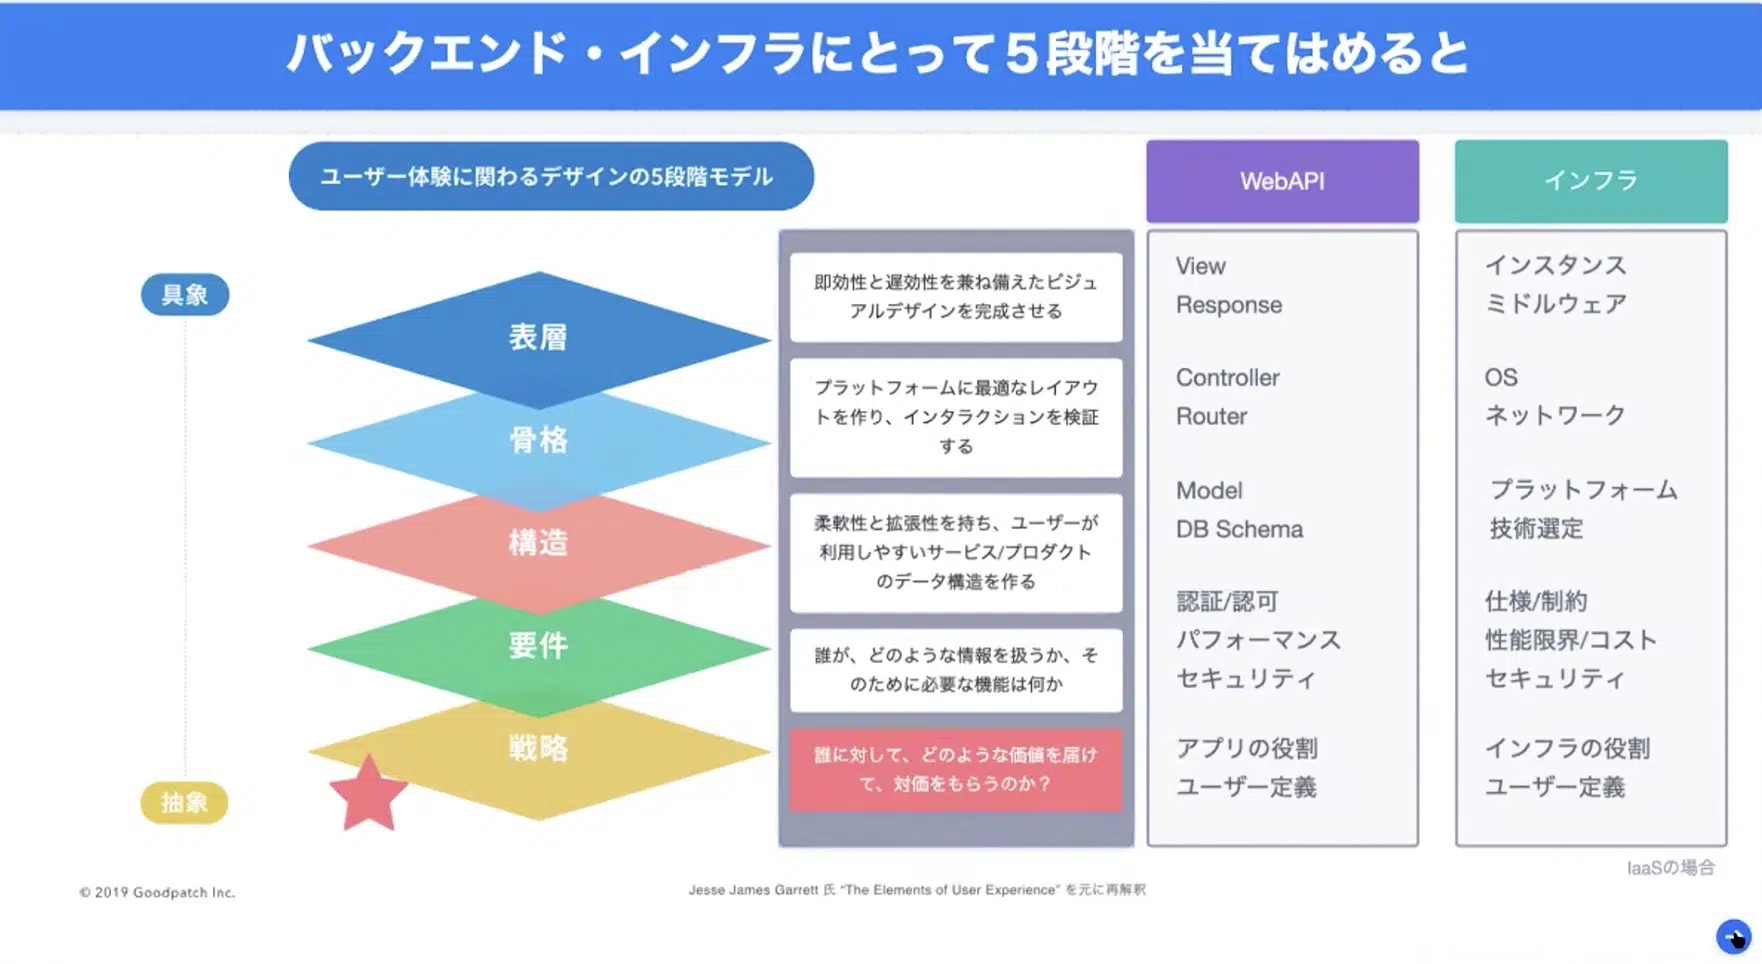 バックエンド・インフラにとって５段階を当てはめると
ユーザー体験に関わるデザインの5段階モデル
WebAPI
インフラ
具象
抽象
表層
骨格
構造
要件
戦略
即効性と遅効性を兼ね備えたビジュ
アルデザインを完成させる
プラットフォームに最適なレイアウ
トを作り、インタラクションを検証
する
柔軟性と拡張性を持ち、ユーザーが
利用しやすいサービス/プロダクト
のデータ構造を作る
誰が、どのような情報を扱うか、そ
のために必要な機能は何か
誰に対して、どのような価値を届け
て、対価をもらうのか？
View
Response
Controller
Router
Model
DB Schema
認証/認可
パフォーマンス
セキュリティ
アプリの役割
ユーザー定義
インスタンス
ミドルウェア
OS
ネットワーク
プラットフォーム
技術選定
仕様/制約
性能限界/コスト
セキュリティ
インフラの役割
ユーザー定義
IaaSの場合
© 2019 Goodpatch Inc.
Jesse James Garrett 氏 “The Elements of User Experience” を元に再解釈